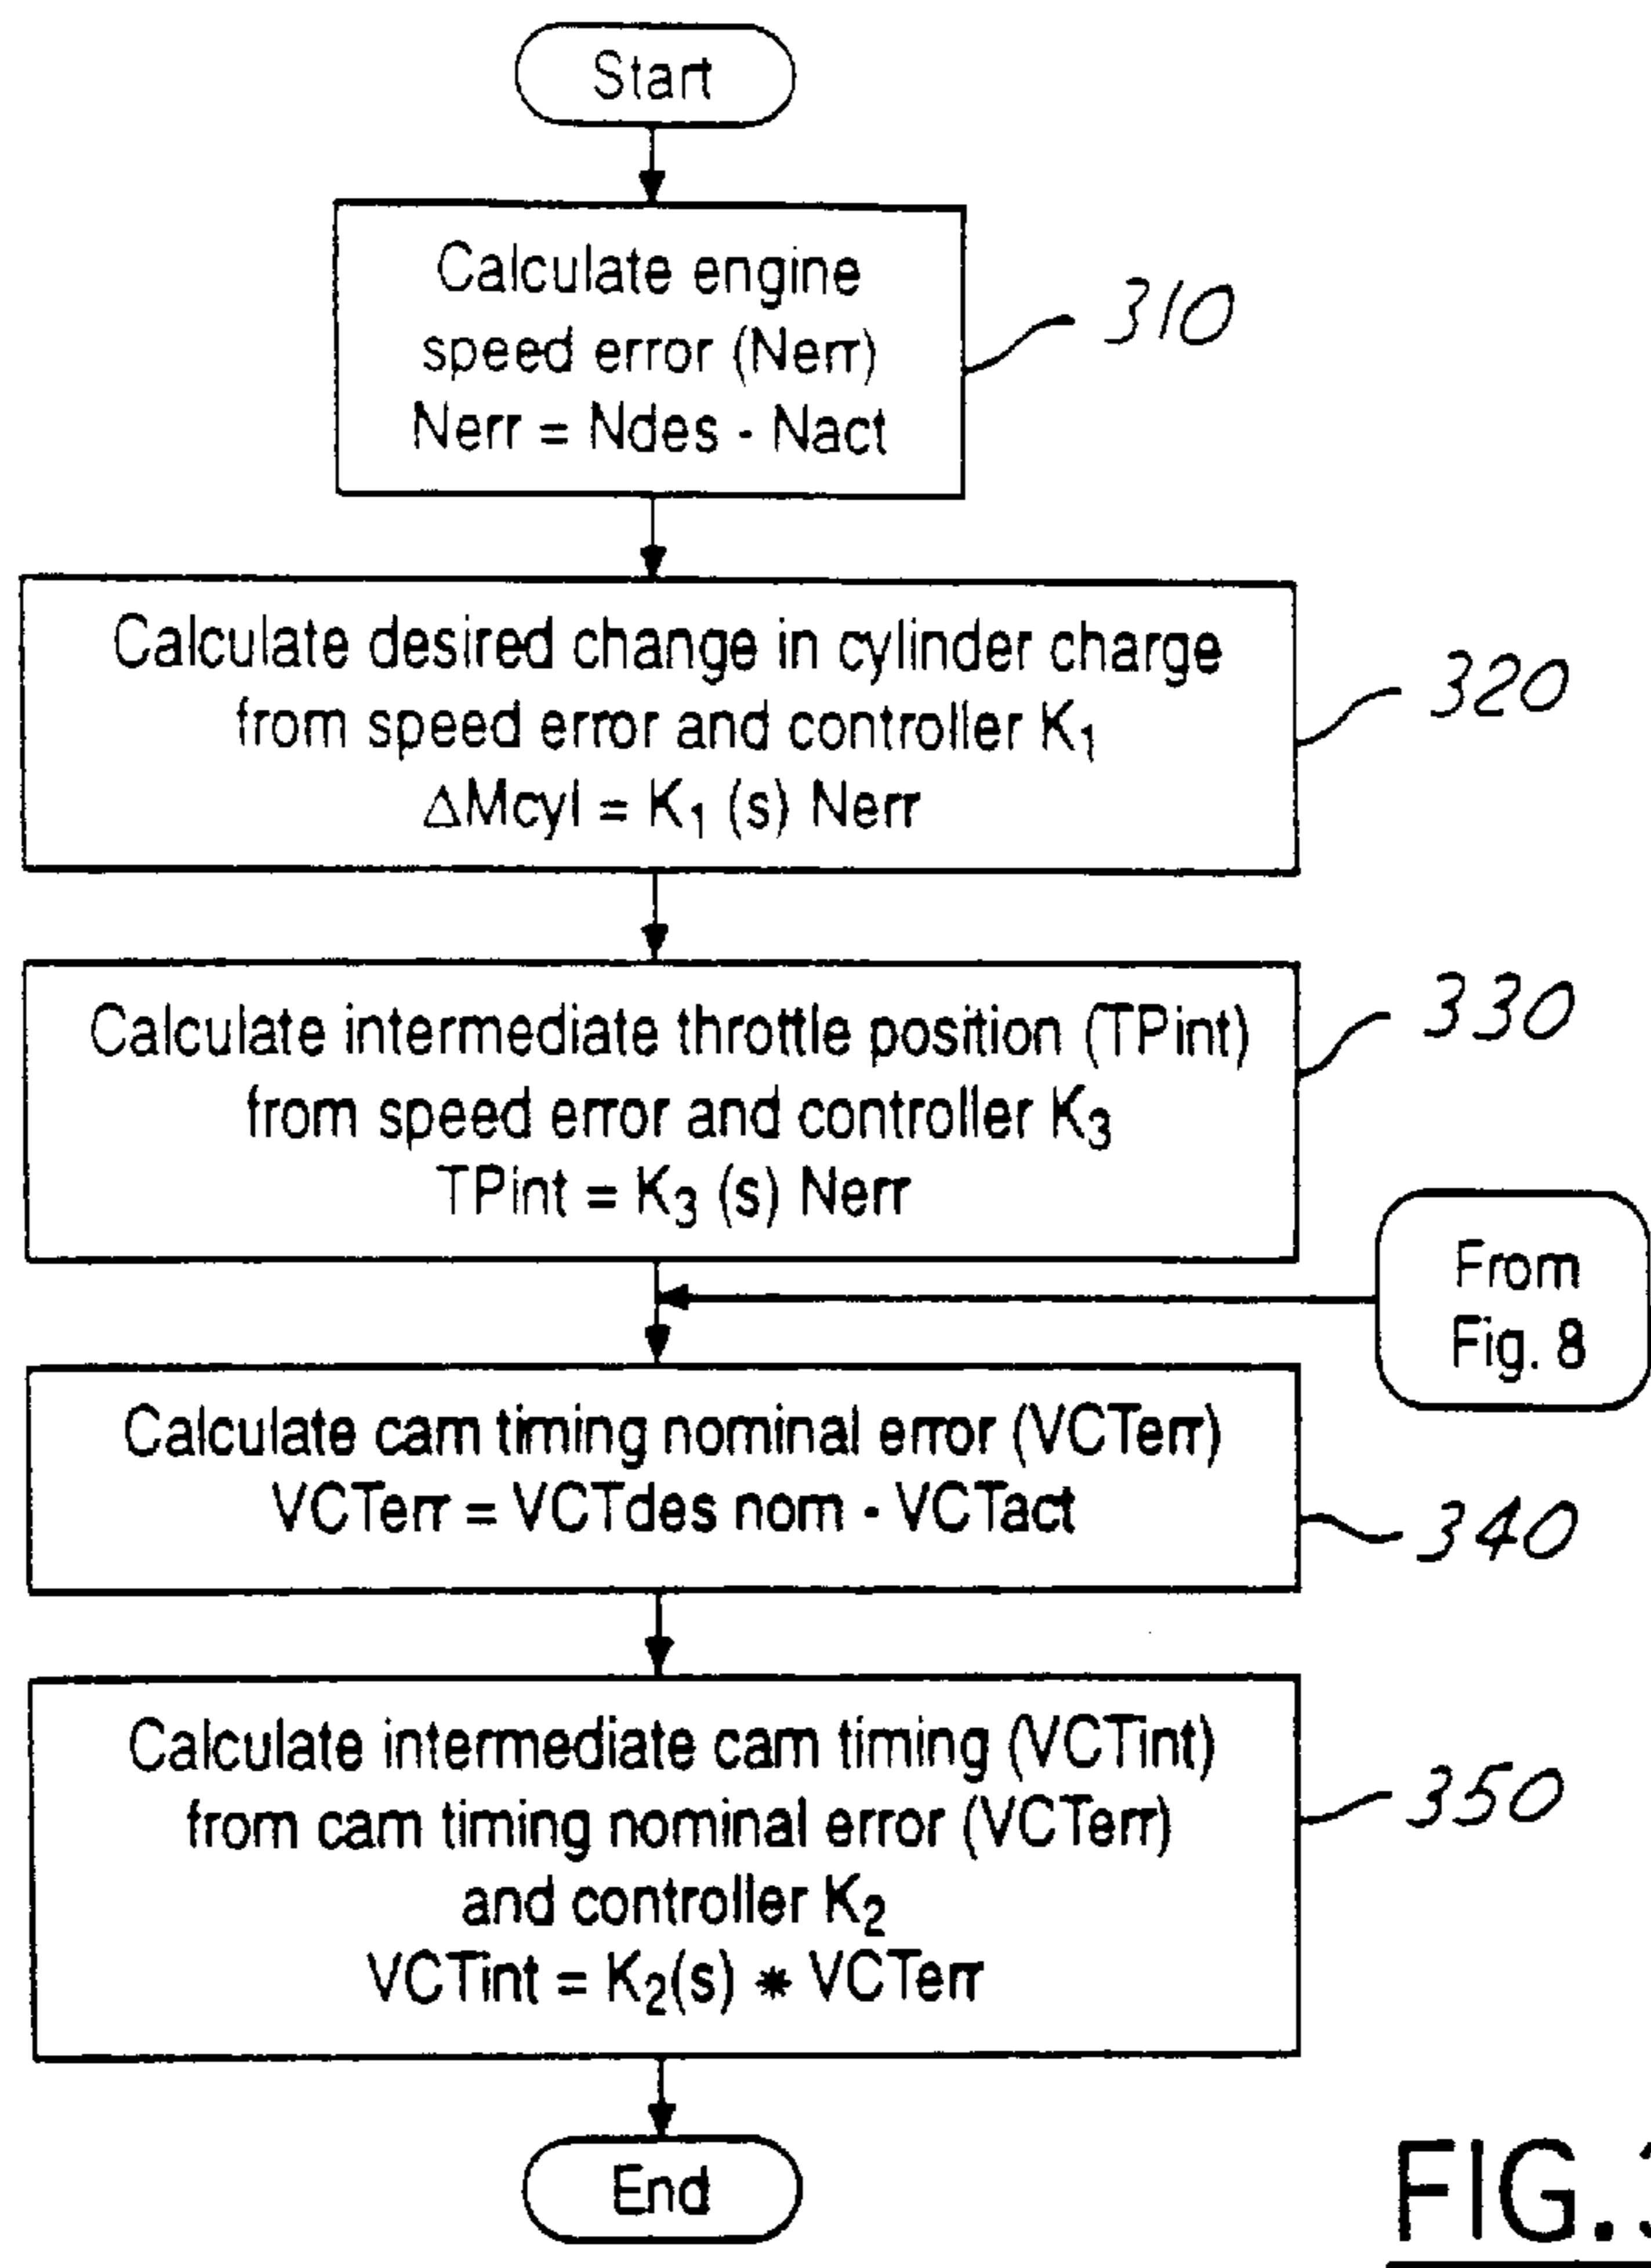 Start
Calculate engine
speed error (Nerr)
Nerr = Ndes - Nact
310
Calculate desired change in cylinder charge
from speed error and controller K₁
ΔMcyl = K₁ (s) Nerr
320
Calculate intermediate throttle position (TPint)
from speed error and controller K₃
TPint = K₃ (s) Nerr
330
From
Fig. 8
Calculate cam timing nominal error (VCTerr)
VCTerr = VCTdes nom - VCTact
340
Calculate intermediate cam timing (VCTint)
from cam timing nominal error (VCTerr)
and controller K₂
VCTint = K₂(s) * VCTerr
350
End
FIG.